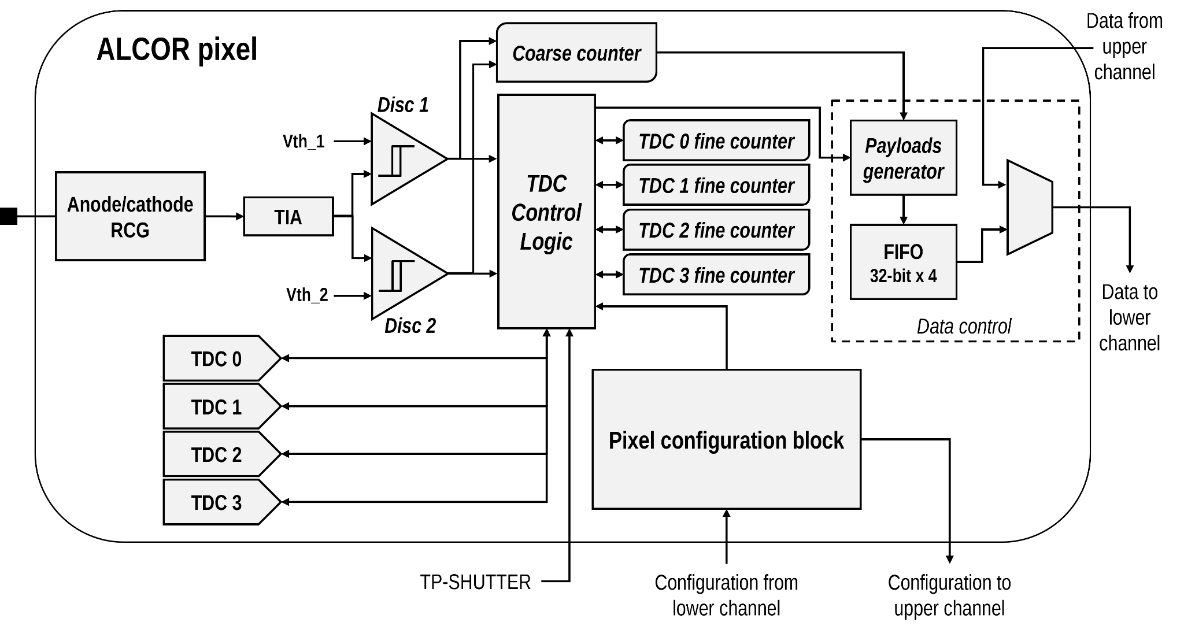 ALCOR pixel
Coarse counter
Data from
upper
channel
Disc 1
Vth_1
TDC
Control
Logic
TDC 0 fine counter
TDC 1 fine counter
TDC 2 fine counter
TDC 3 fine counter
Payloads
generator
Anode/cathode
RCG
TIA
FIFO
32-bit x 4
Vth_2
Disc 2
Data control
Data to
lower
channel
TDC 0
TDC 1
TDC 2
TDC 3
Pixel configuration block
TP-SHUTTER
Configuration from
lower channel
Configuration to
upper channel